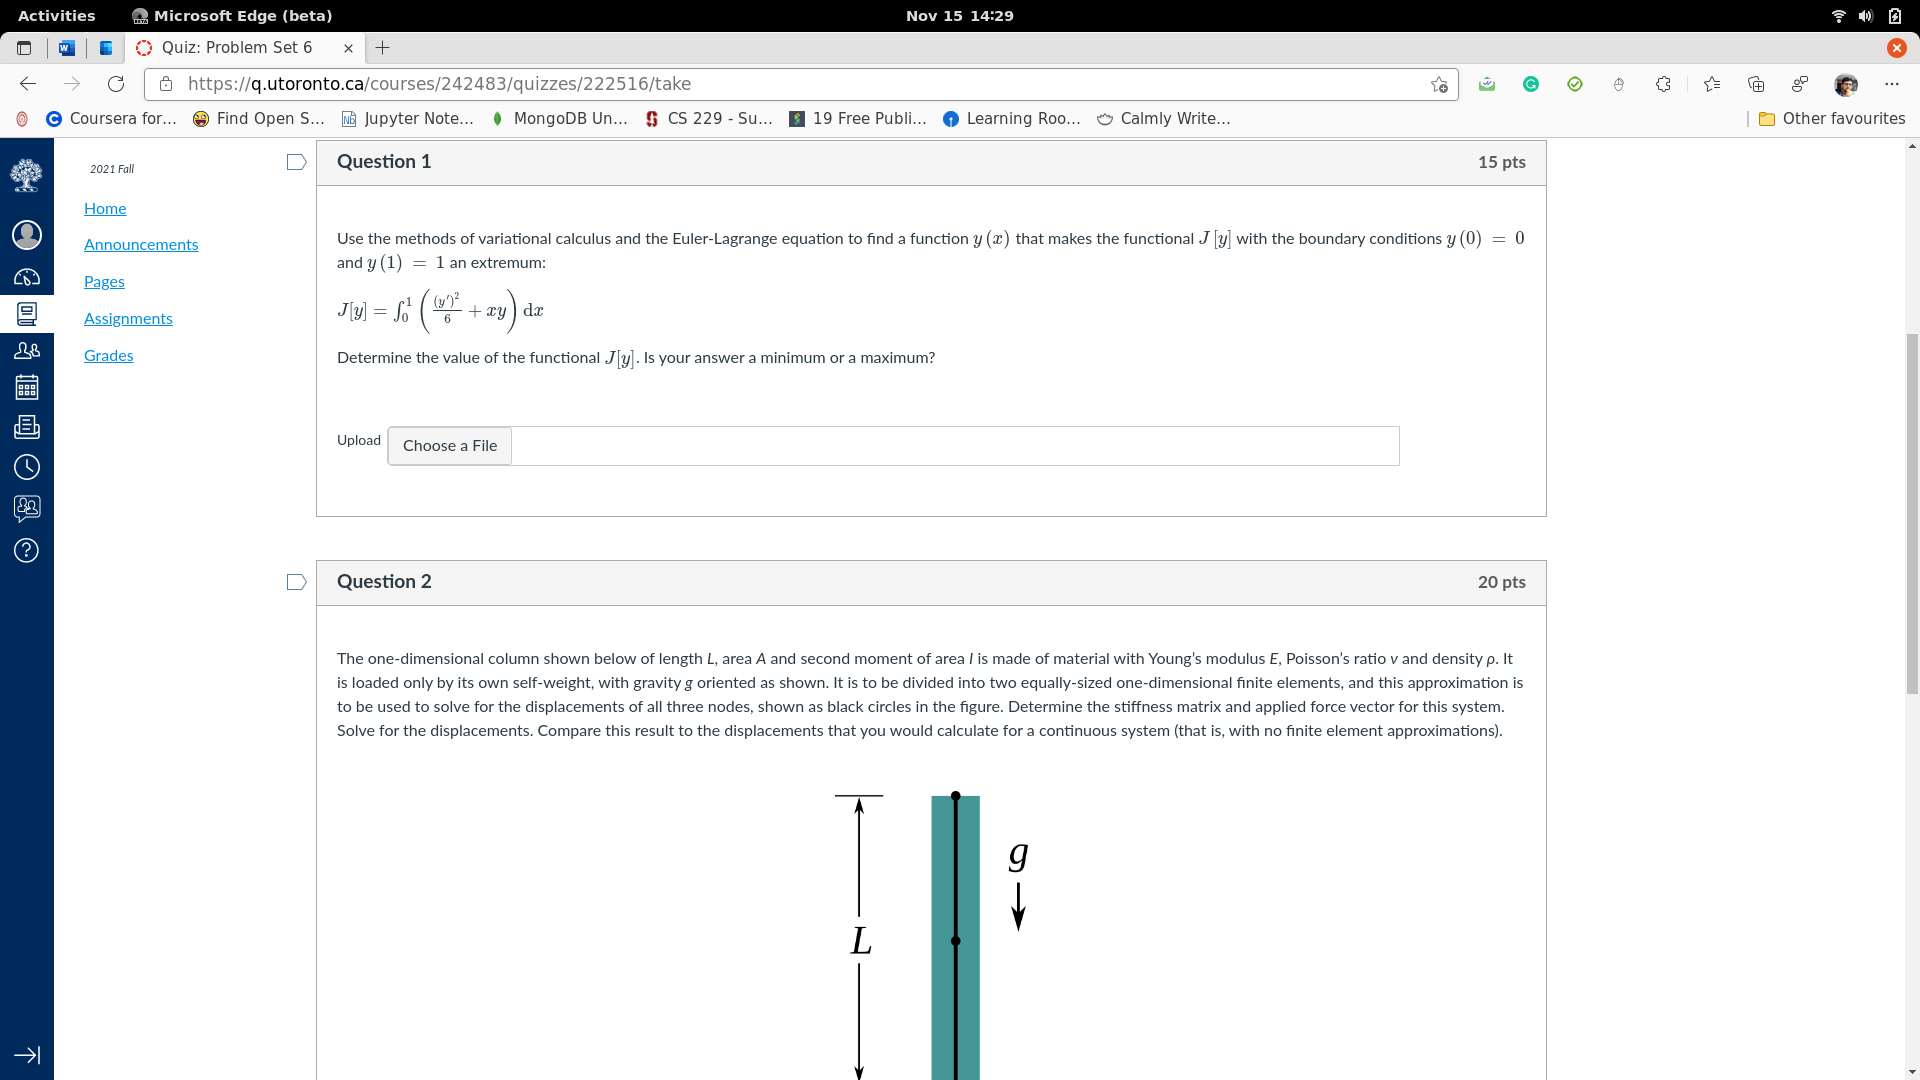 Activities Microsoft Edge (beta) Nov 15 14:29
Quiz: Problem Set 6
https://q.utoronto.ca/courses/242483/quizzes/222516/take
Coursera for... Find Open S... Jupyter Note... MongoDB Un... CS 229 - Su... 19 Free Publi... Learning Roo... Calmly Write... Other favourites
2021 Fall
Home
Announcements
Pages
Assignments
Grades
Question 1 15 pts
Use the methods of variational calculus and the Euler-Lagrange equation to find a function y (x) that makes the functional J [y] with the boundary conditions y (0) = 0
and y (1) = 1 an extremum:
J[y] = ∫₀¹ ( (y′)²/6 + xy ) dx
Determine the value of the functional J[y]. Is your answer a minimum or a maximum?
Upload Choose a File
Question 2 20 pts
The one-dimensional column shown below of length L, area A and second moment of area I is made of material with Young’s modulus E, Poisson’s ratio v and density ρ. It
is loaded only by its own self-weight, with gravity g oriented as shown. It is to be divided into two equally-sized one-dimensional finite elements, and this approximation is
to be used to solve for the displacements of all three nodes, shown as black circles in the figure. Determine the stiffness matrix and applied force vector for this system.
Solve for the displacements. Compare this result to the displacements that you would calculate for a continuous system (that is, with no finite element approximations).
g
L